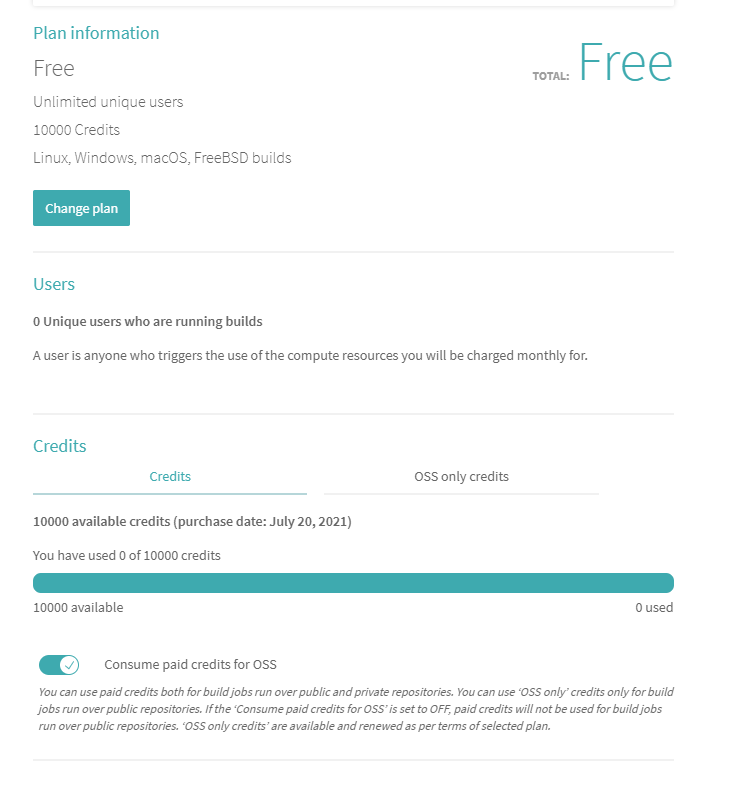 Plan information
Free
TOTAL: Free
Unlimited unique users
10000 Credits
Linux, Windows, macOS, FreeBSD builds
Change plan
Users
0 Unique users who are running builds
A user is anyone who triggers the use of the compute resources you will be charged monthly for.
Credits
Credits OSS only credits
10000 available credits (purchase date: July 20, 2021)
You have used 0 of 10000 credits
10000 available 0 used
Consume paid credits for OSS
You can use paid credits both for build jobs run over public and private repositories. You can use ‘OSS only’ credits only for build
jobs run over public repositories. If the ‘Consume paid credits for OSS’ is set to OFF, paid credits will not be used for build jobs
run over public repositories. ‘OSS only credits’ are available and renewed as per terms of selected plan.